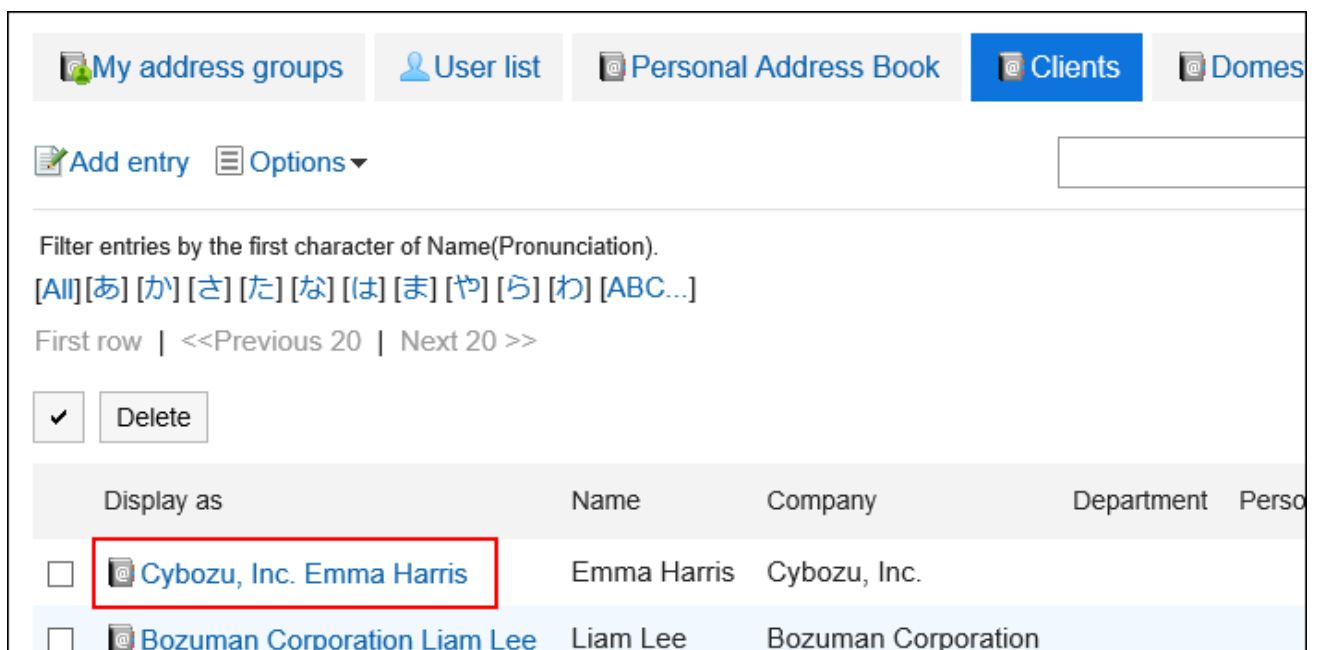 My address groups User list Personal Address Book Clients Domes
Add entry Options
Filter entries by the first character of Name(Pronunciation).
[All][あ] [か] [さ] [た] [な] [は] [ま] [や] [ら] [わ] [ABC...]
First row | <<Previous 20 | Next 20 >>
Delete
Display as Name Company Department Perso
Cybozu, Inc. Emma Harris Emma Harris Cybozu, Inc.
Bozuman Corporation Liam Lee Liam Lee Bozuman Corporation